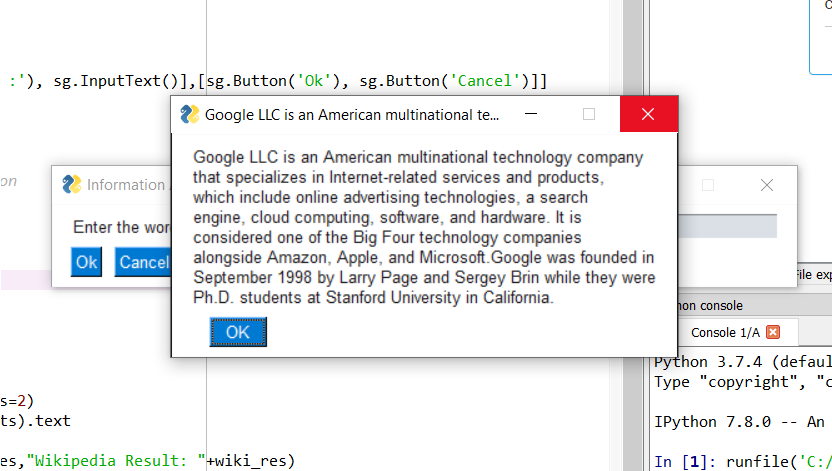 :'), sg.InputText()],[sg.Button('Ok'), sg.Button('Cancel')]]
Google LLC is an American multinational te...
Google LLC is an American multinational technology company
that specializes in Internet-related services and products,
which include online advertising technologies, a search
engine, cloud computing, software, and hardware. It is
considered one of the Big Four technology companies
alongside Amazon, Apple, and Microsoft.Google was founded in
September 1998 by Larry Page and Sergey Brin while they were
Ph.D. students at Stanford University in California.
OK
on
Information
Enter the wor
Ok
Cancel
s=2)
ts).text
es,"Wikipedia Result: "+wiki_res)
File exp
hon console
Console 1/A
Python 3.7.4 (defaul
Type "copyright", "c
IPython 7.8.0 -- An
In [1]: runfile('C:/